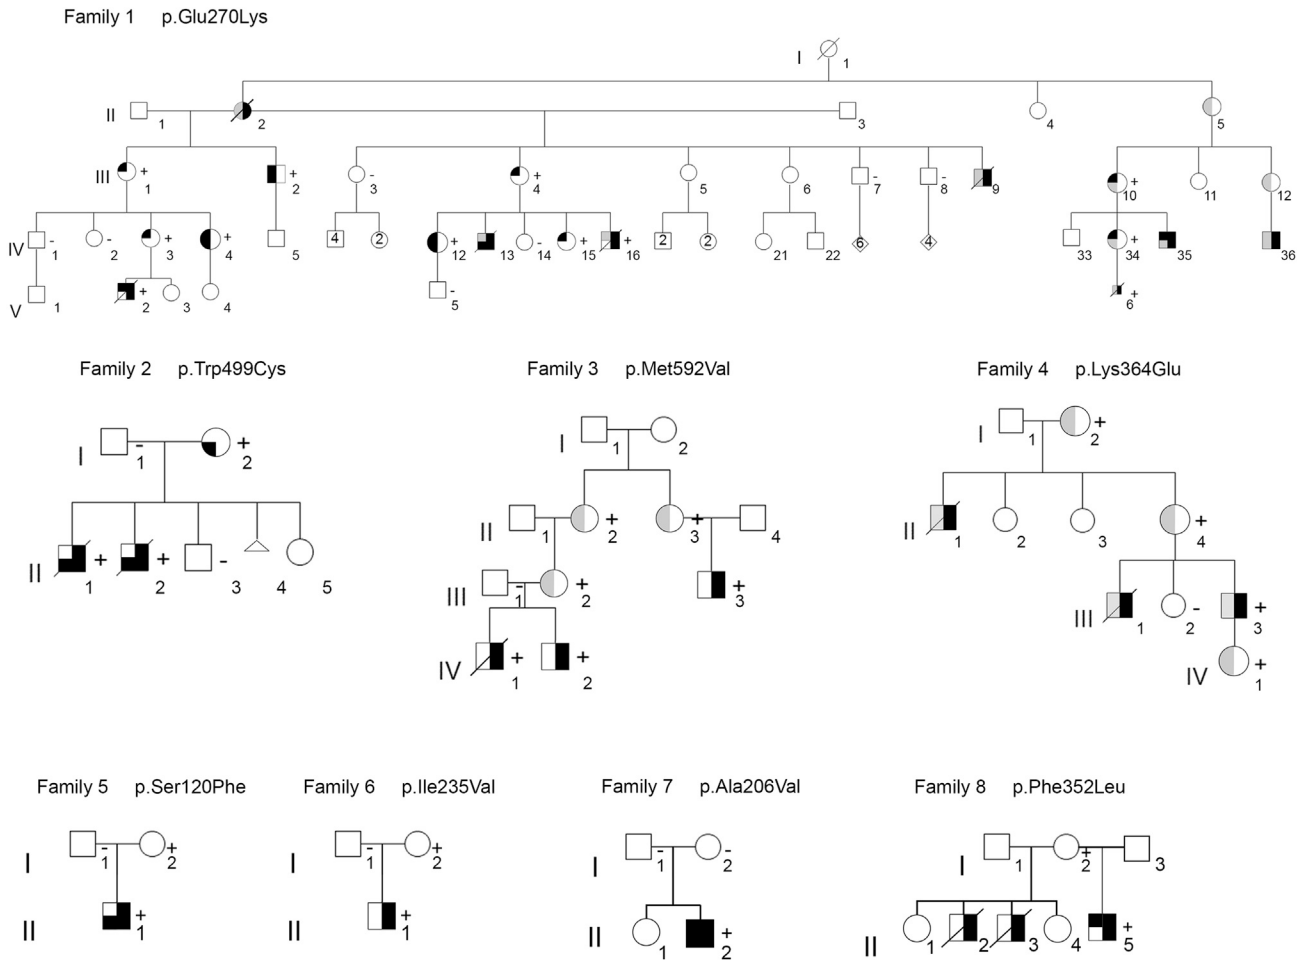 Family 1 p.Glu270Lys
I 1
II 1 2 3 4 5
III + 1 + 2 - 3 + 4 5 6 - 7 - 8 9 + 10 11 12
IV - 1 - 2 + 3 + 4 5 4 2 + 12 13 - 14 + 15 + 16 2 2 21 22 6 4 33 + 34 35 36
V 1 + 2 3 4 - 5 + 6
Family 2 p.Trp499Cys
I - 1 + 2
II + 1 + 2 - 3 4 5
Family 3 p.Met592Val
I 1 2
II 1 + 2 + 3 4
III - 1 + 2 + 3
IV + 1 + 2
Family 4 p.Lys364Glu
I 1 + 2
II 1 2 3 + 4
III 1 - 2 + 3
IV + 1
Family 5 p.Ser120Phe
I - 1 + 2
II + 1
Family 6 p.Ile235Val
I - 1 + 2
II + 1
Family 7 p.Ala206Val
I - 1 - 2
II 1 + 2
Family 8 p.Phe352Leu
I 1 + 2 3
II 1 2 3 4 + 5